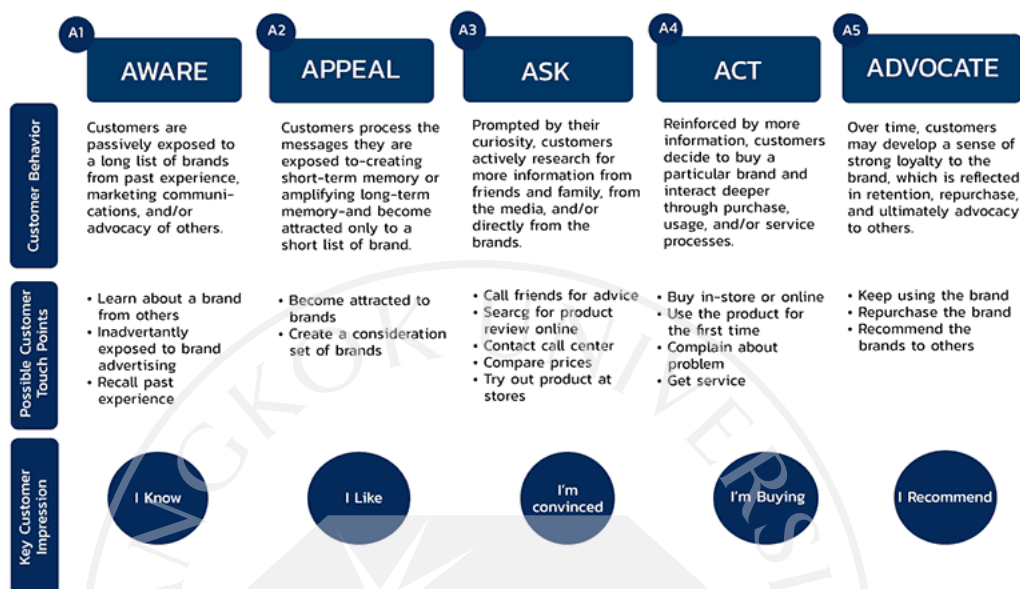 A1
AWARE
A2
APPEAL
A3
ASK
A4
ACT
A5
ADVOCATE
Customer Behavior
Customers are
passively exposed to
a long list of brands
from past experience,
marketing communi-
cations, and/or
advocacy of others.
Customers process the
messages they are
exposed to-creating
short-term memory or
amplifying long-term
memory-and become
attracted only to a
short list of brand.
Prompted by their
curiosity, customers
actively research for
more information from
friends and family, from
the media, and/or
directly from the
brands.
Reinforced by more
information, customers
decide to buy a
particular brand and
interact deeper
through purchase,
usage, and/or service
processes.
Over time, customers
may develop a sense of
strong loyalty to the
brand, which is reflected
in retention, repurchase,
and ultimately advocacy
to others.
Possible Customer
Touch Points
• Learn about a brand
from others
• Inadvertantly
exposed to brand
advertising
• Recall past
experience
• Become attracted to
brands
• Create a consideration
set of brands
• Call friends for advice
• Searcg for product
review online
• Contact call center
• Compare prices
• Try out product at
stores
• Buy in-store or online
• Use the product for
the first time
• Complain about
problem
• Get service
• Keep using the brand
• Repurchase the brand
• Recommend the
brands to others
Key Customer
Impression
I Know
I Like
I'm
convinced
I'm Buying
I Recommend
ANGKOK UNIVERSI